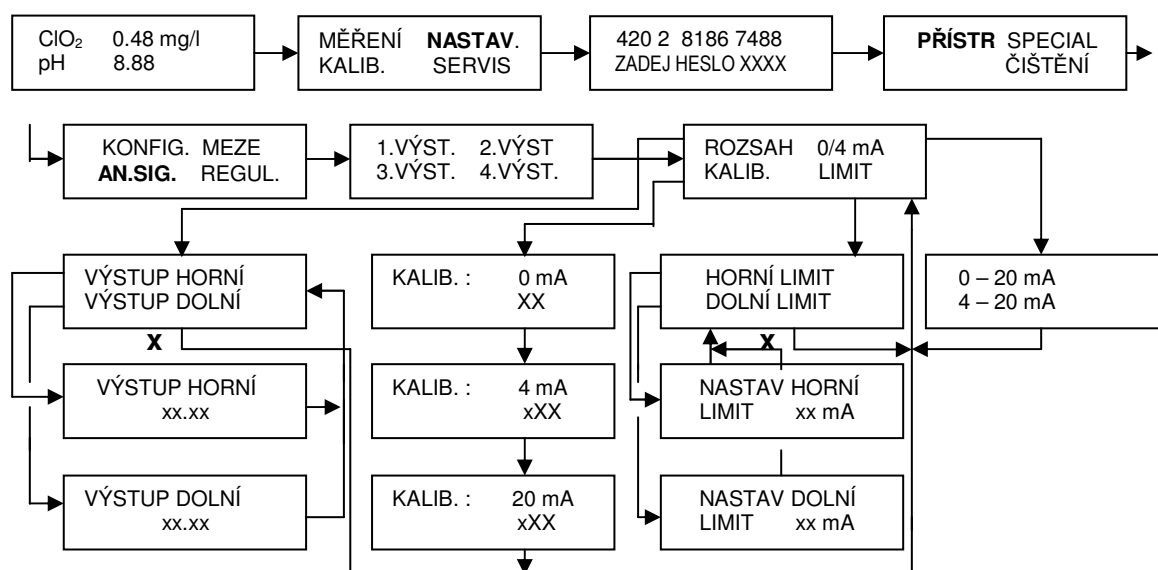 ClO₂ 0.48 mg/l
pH 8.88
MĚŘENÍ NASTAV.
KALIB. SERVIS
420 2 8186 7488
ZADEJ HESLO XXXX
PŘÍSTR SPECIAL
ČIŠTĚNÍ
KONFIG. MEZE
AN.SIG. REGUL.
1.VÝST. 2.VÝST
3.VÝST. 4.VÝST.
ROZSAH 0/4 mA
KALIB. LIMIT
VÝSTUP HORNÍ
VÝSTUP DOLNÍ
X
KALIB. : 0 mA
XX
HORNÍ LIMIT
DOLNÍ LIMIT
X
0 – 20 mA
4 – 20 mA
VÝSTUP HORNÍ
xx.xx
KALIB. : 4 mA
xXX
NASTAV HORNÍ
LIMIT xx mA
VÝSTUP DOLNÍ
xx.xx
KALIB. : 20 mA
xXX
NASTAV DOLNÍ
LIMIT xx mA